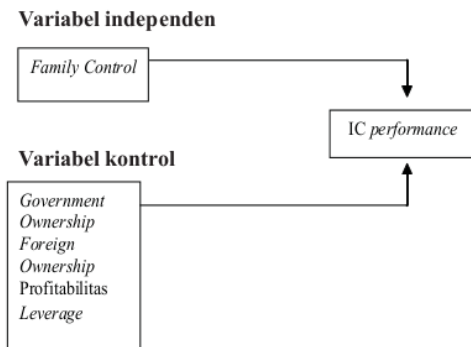 Variabel independen
Family Control
IC performance
Variabel kontrol
Government
Ownership
Foreign
Ownership
Profitabilitas
Leverage